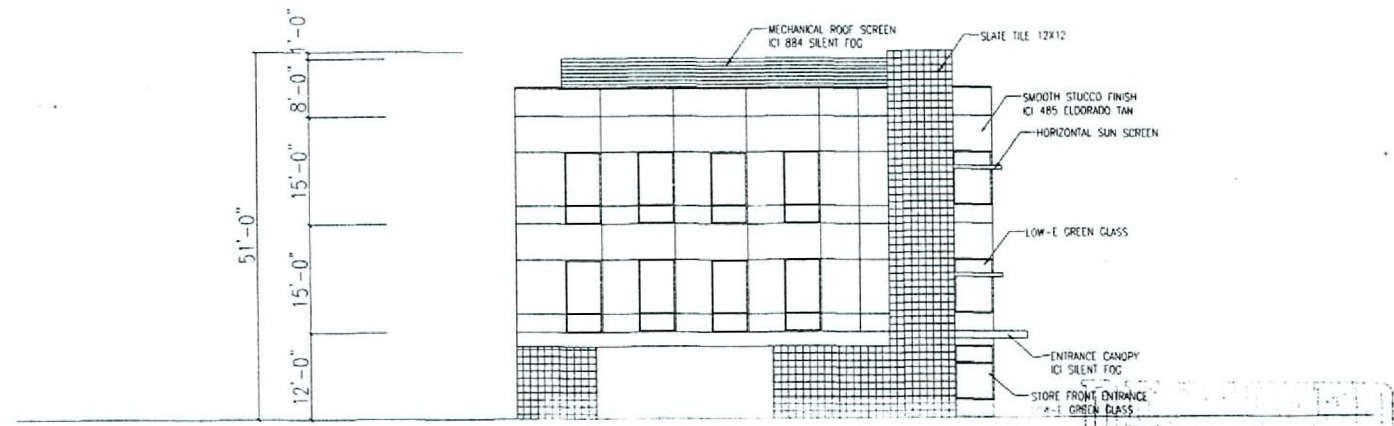 MECHANICAL ROOF SCREEN
ICI 884 SILENT FOG
SLATE TILE 12X12
SMOOTH STUCCO FINISH
ICI 485 ELDORADO TAN
HORIZONTAL SUN SCREEN
LOW-E GREEN GLASS
ENTRANCE CANOPY
ICI SILENT FOG
STORE FRONT ENTRANCE
LOW-E GREEN GLASS
1'-0"
8'-0"
15'-0"
15'-0"
12'-0"
51'-0"